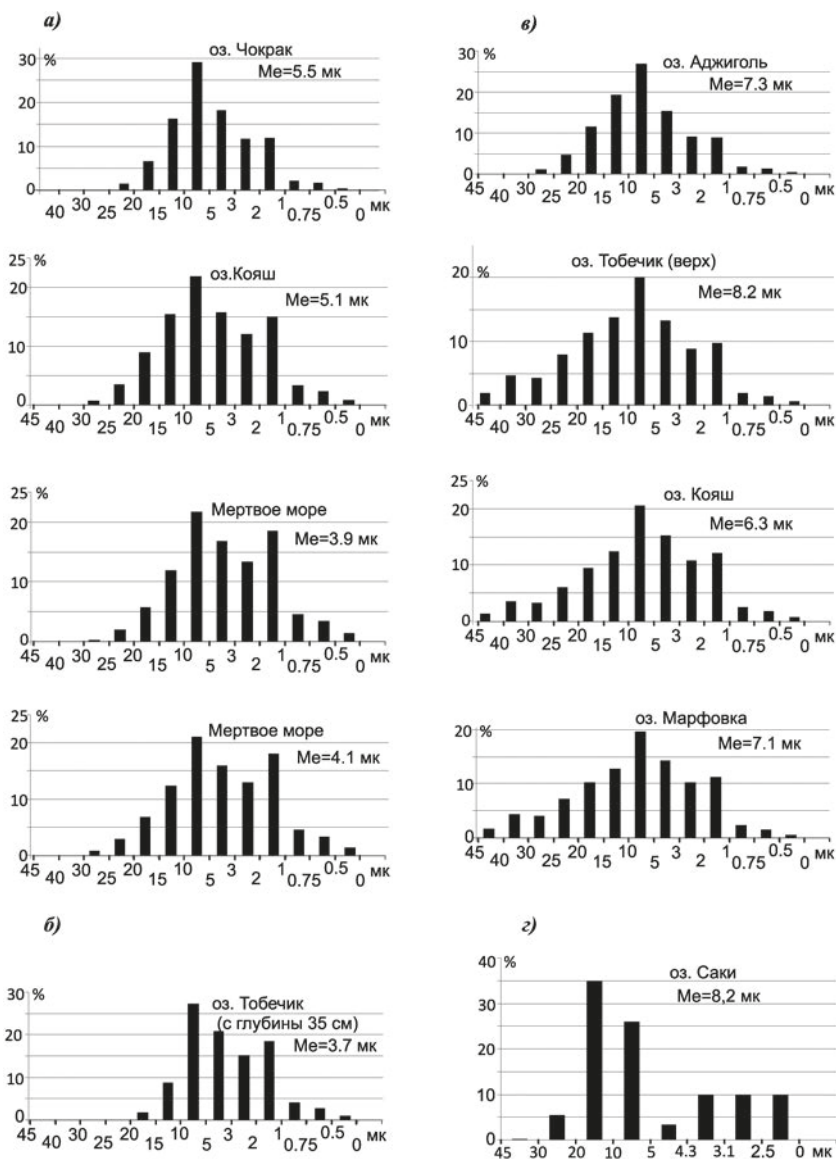 а)
30 %
оз. Чокрак
Me=5.5 мк
20
10
0
45 40 30 25 20 15 10 5 3 2 1 0.75 0.5 0 мк
25 %
оз.Кояш
Me=5.1 мк
20
10
0
45 40 30 25 20 15 10 5 3 2 1 0.75 0.5 0 мк
25 %
Мертвое море
Me=3.9 мк
20
10
0
45 40 30 25 20 15 10 5 3 2 1 0.75 0.5 0 мк
25 %
Мертвое море
Me=4.1 мк
20
10
0
45 40 30 25 20 15 10 5 3 2 1 0.75 0.5 0 мк
б)
30 %
оз. Тобечик
(с глубины 35 см)
Me=3.7 мк
20
10
0
45 40 30 25 20 15 10 5 3 2 1 0.75 0.5 0 мк
в)
30 %
оз. Аджиголь
Me=7.3 мк
20
10
0
45 40 30 25 20 15 10 5 3 2 1 0.75 0.5 0 мк
%
оз. Тобечик (верх)
Me=8.2 мк
20
10
0
45 40 30 25 20 15 10 5 3 2 1 0.75 0.5 0 мк
25 %
оз. Кояш
Me=6.3 мк
20
10
0
45 40 30 25 20 15 10 5 3 2 1 0.75 0.5 0 мк
20 %
оз. Марфовка
Me=7.1 мк
10
0
45 40 30 25 20 15 10 5 3 2 1 0.75 0.5 0 мк
г)
40 %
оз. Саки
Me=8,2 мк
30
20
10
0
45 30 20 10 5 4.3 3.1 2.5 0 мк